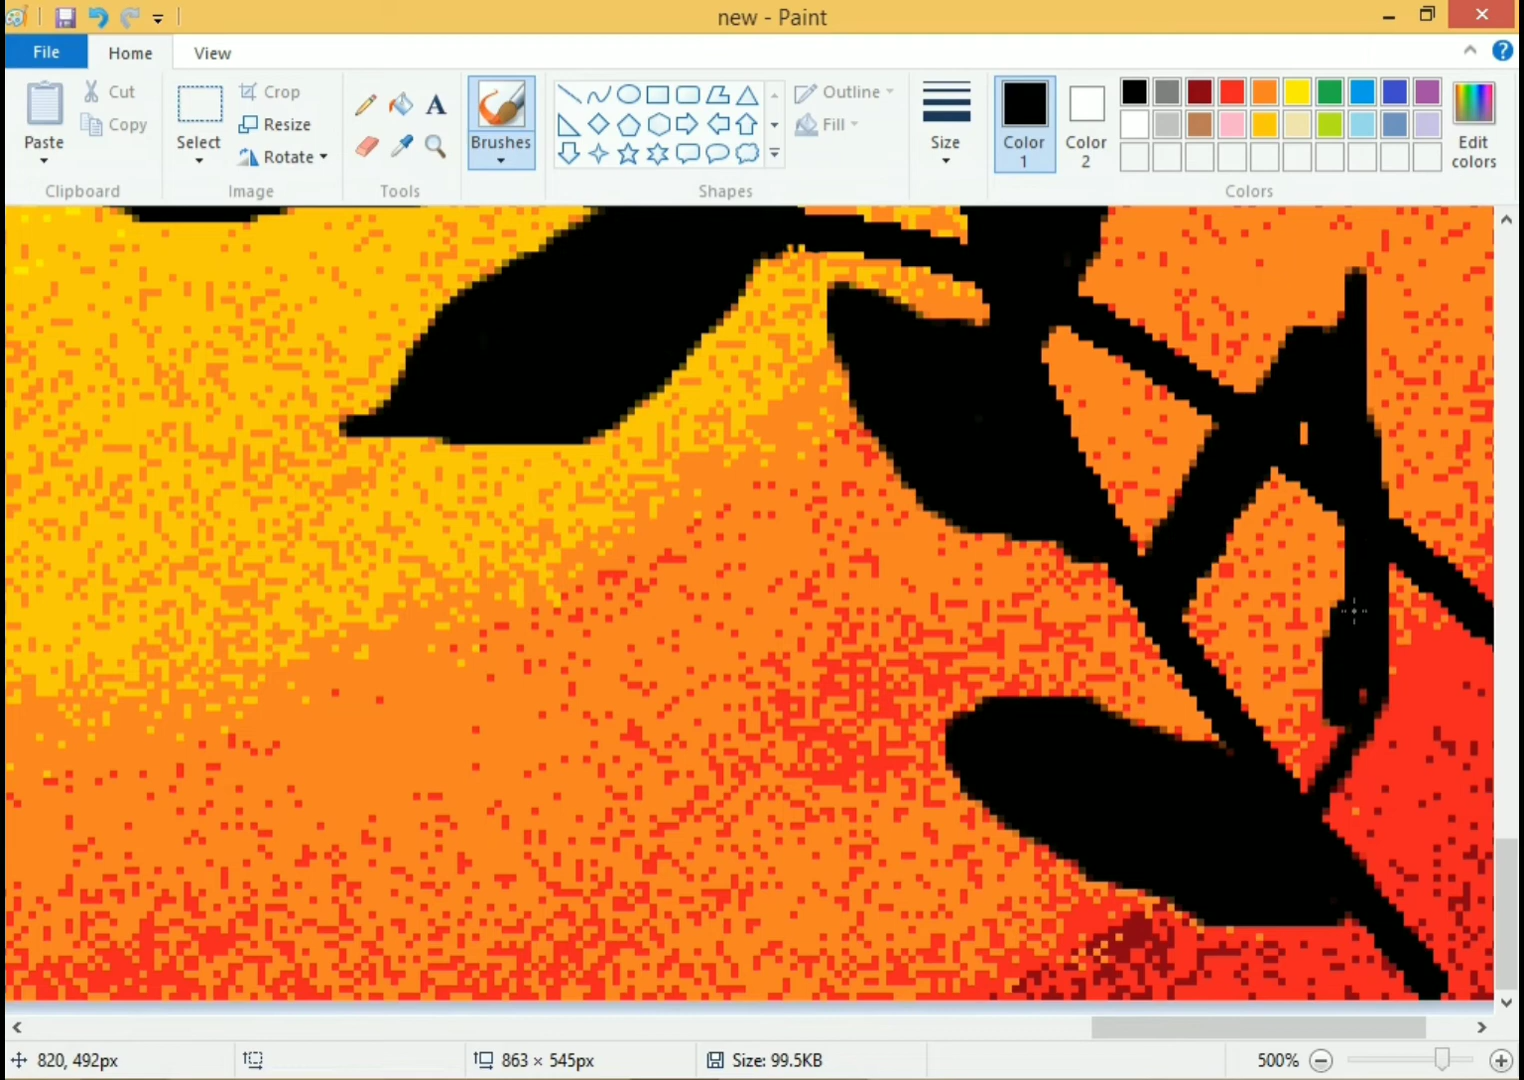 new - Paint
File Home View
Paste
Cut
Copy
Clipboard
Select
Crop
Resize
Rotate
Image
A
Tools
Brushes
Outline
Fill
Shapes
Size
Color 1
Color 2
Edit colors
Colors
820, 492px
863 × 545px
Size: 99.5KB
500%